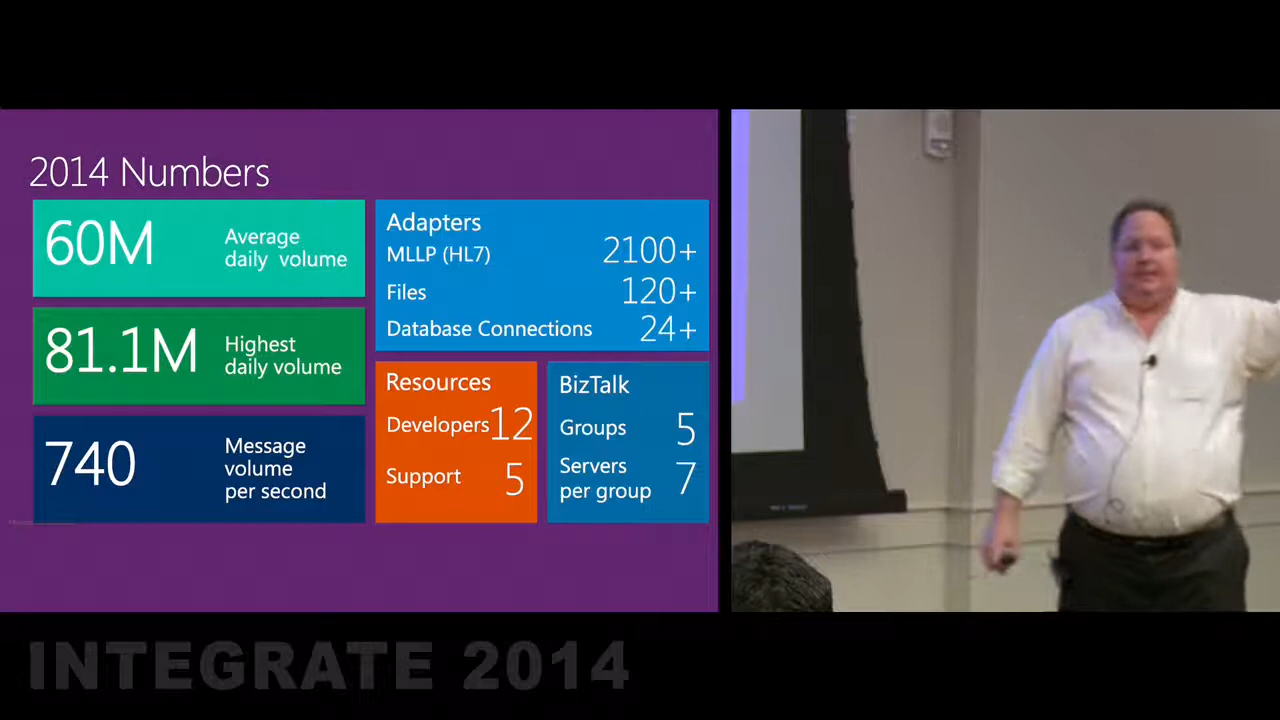 2014 Numbers
60M
Average
daily volume
81.1M
Highest
daily volume
740
Message
volume
per second
Adapters
MLLP (HL7) 2100+
Files 120+
Database Connections 24+
Resources
Developers 12
Support 5
BizTalk
Groups 5
Servers
per group 7
INTEGRATE 2014